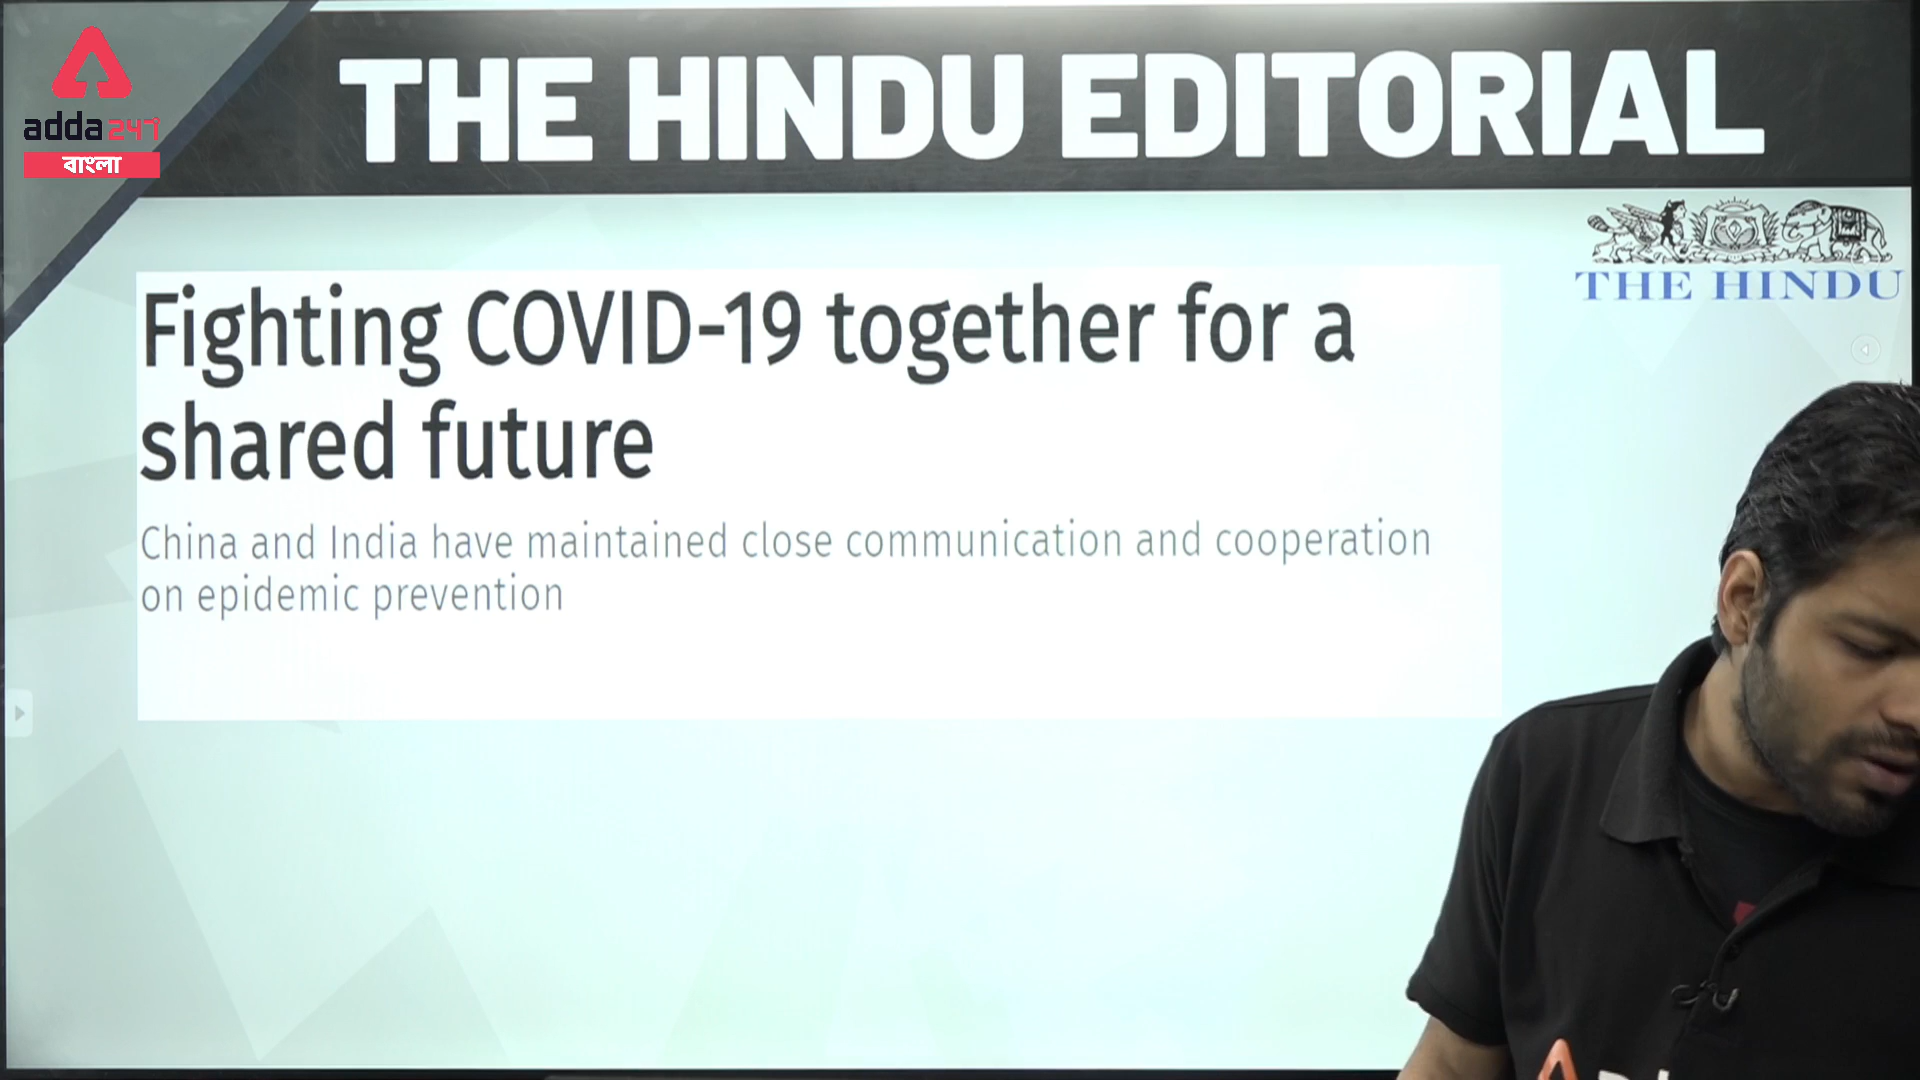 adda247
বাংলা
THE HINDU EDITORIAL
THE HINDU
Fighting COVID-19 together for a
shared future
China and India have maintained close communication and cooperation
on epidemic prevention